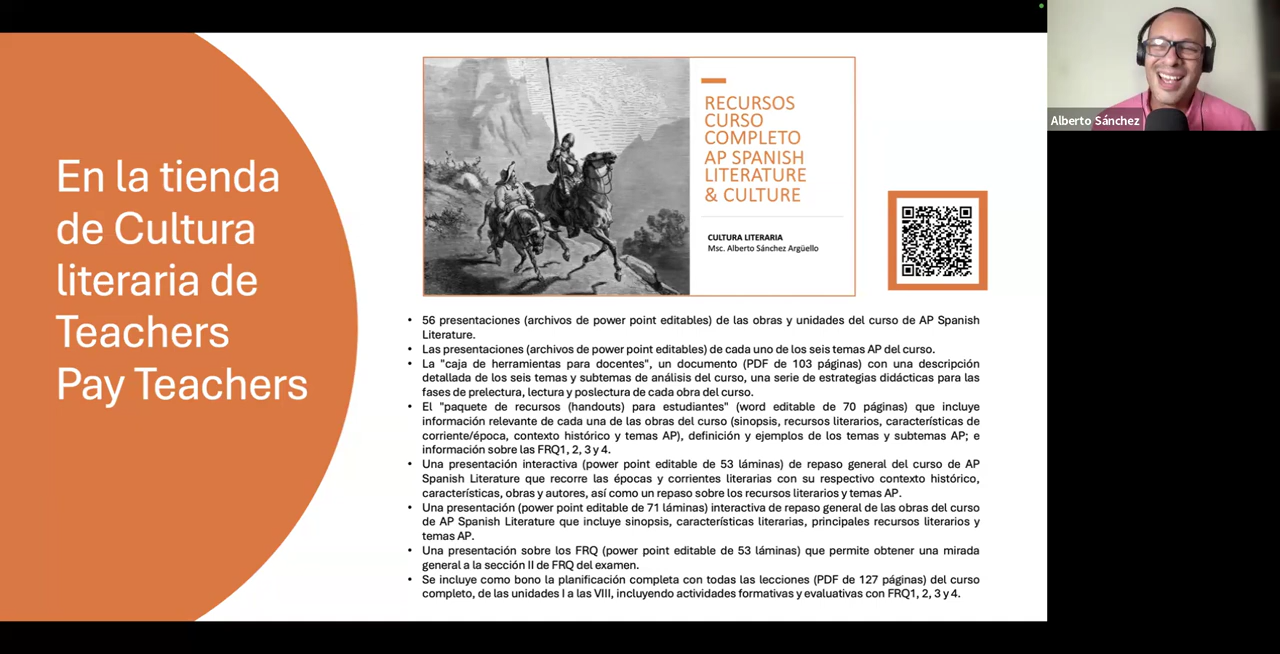 En la tienda
de Cultura
literaria de
Teachers
Pay Teachers
RECURSOS
CURSO
COMPLETO
AP SPANISH
LITERATURE
& CULTURE
CULTURA LITERARIA
Msc. Alberto Sánchez Argüello
Alberto Sánchez
• 56 presentaciones (archivos de power point editables) de las obras y unidades del curso de AP Spanish
Literature.
• Las presentaciones (archivos de power point editables) de cada uno de los seis temas AP del curso.
• La "caja de herramientas para docentes", un documento (PDF de 103 páginas) con una descripción
detallada de los seis temas y subtemas de análisis del curso, una serie de estrategias didácticas para las
fases de prelectura, lectura y poslectura de cada obra del curso.
• El "paquete de recursos (handouts) para estudiantes" (word editable de 70 páginas) que incluye
información relevante de cada una de las obras del curso (sinopsis, recursos literarios, características de
corriente/época, contexto histórico y temas AP), definición y ejemplos de los temas y subtemas AP; e
información sobre las FRQ1, 2, 3 y 4.
• Una presentación interactiva (power point editable de 53 láminas) de repaso general del curso de AP
Spanish Literature que recorre las épocas y corrientes literarias con su respectivo contexto histórico,
características, obras y autores, así como un repaso sobre los recursos literarios y temas AP.
• Una presentación (power point editable de 71 láminas) interactiva de repaso general de las obras del curso
de AP Spanish Literature que incluye sinopsis, características literarias, principales recursos literarios y
temas AP.
• Una presentación sobre los FRQ (power point editable de 53 láminas) que permite obtener una mirada
general a la sección II de FRQ del examen.
• Se incluye como bono la planificación completa con todas las lecciones (PDF de 127 páginas) del curso
completo, de las unidades I a las VIII, incluyendo actividades formativas y evaluativas con FRQ1, 2, 3 y 4.